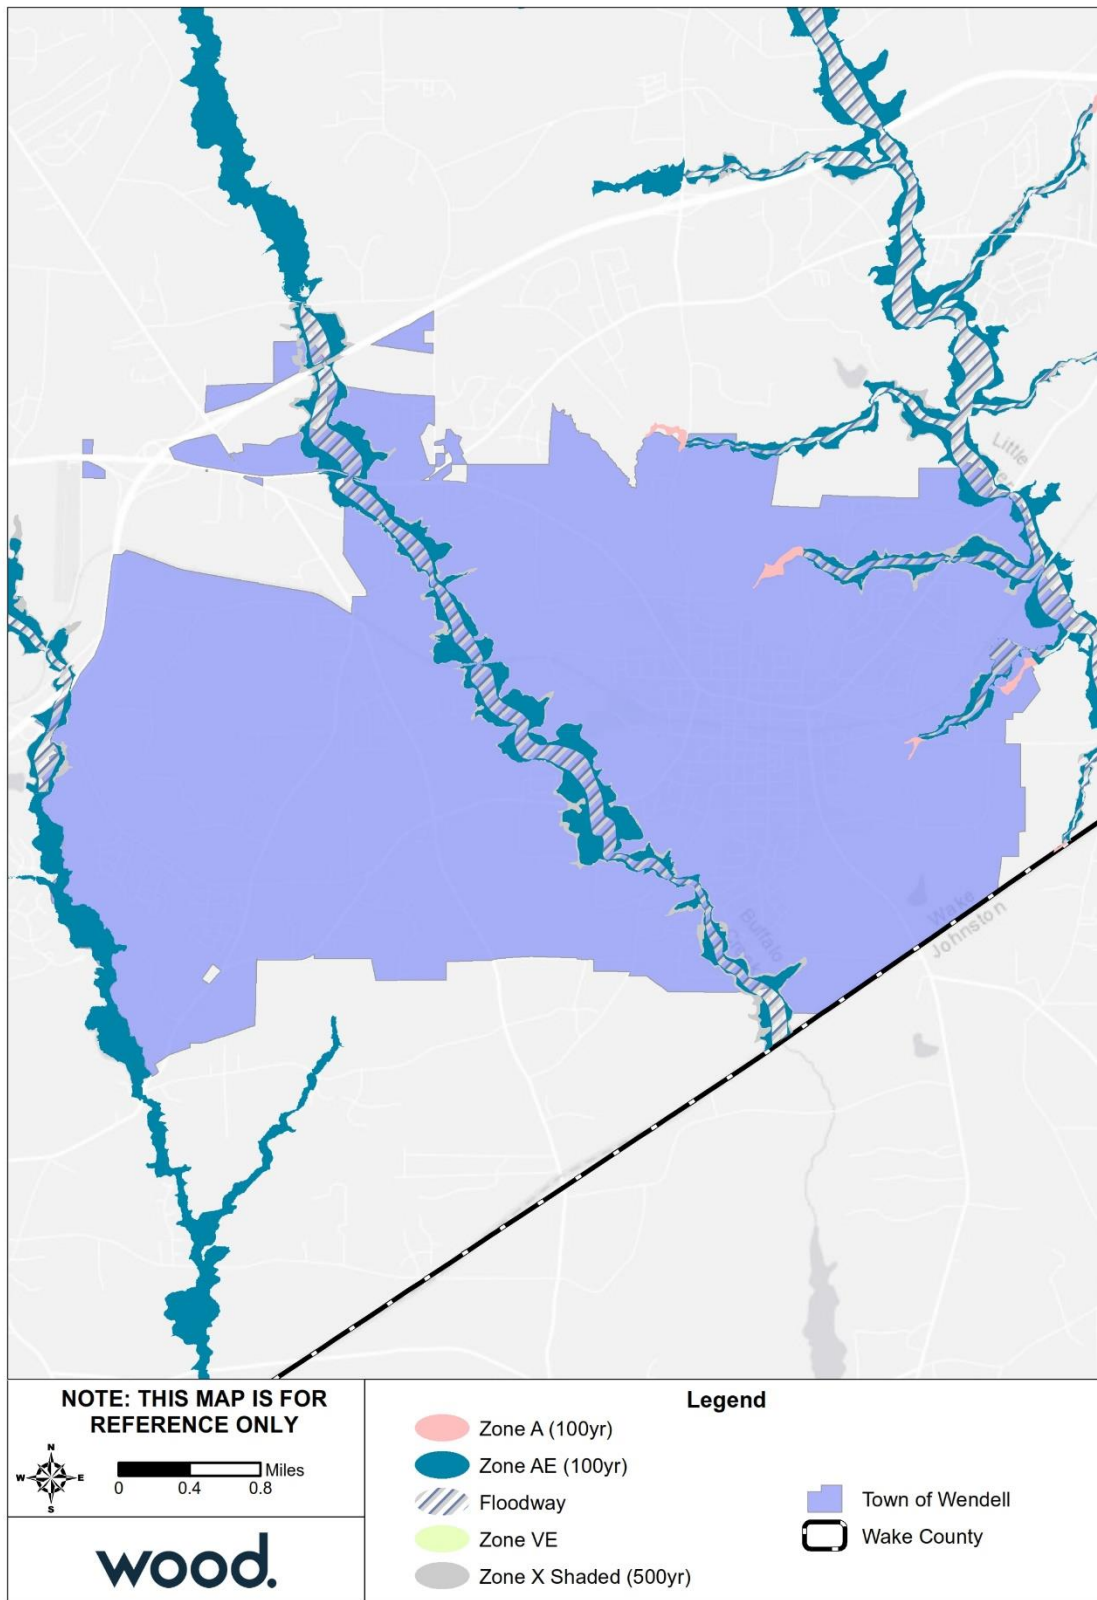 Little
Buffalo
Wake
Johnston
NOTE: THIS MAP IS FOR
REFERENCE ONLY
N
W E
S
Miles
0 0.4 0.8
wood.
Legend
Zone A (100yr)
Zone AE (100yr)
Floodway
Zone VE
Zone X Shaded (500yr)
Town of Wendell
Wake County